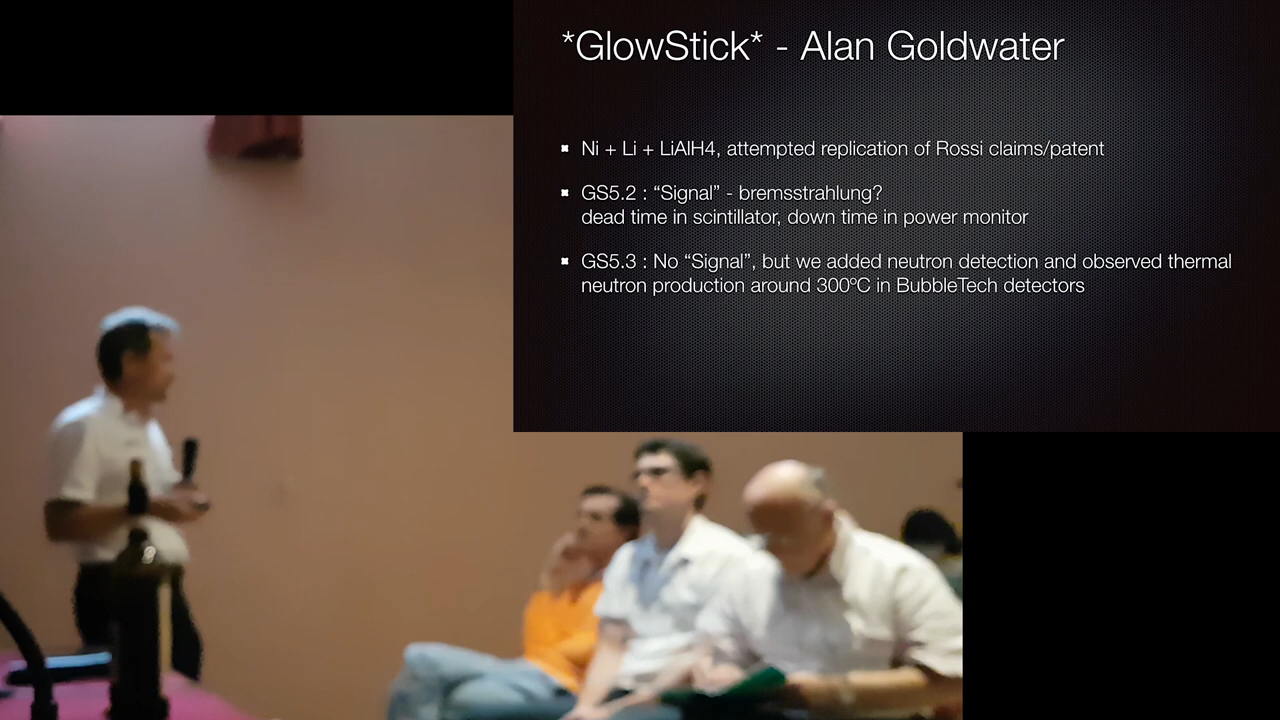 *GlowStick* - Alan Goldwater
Ni + Li + LiAlH4, attempted replication of Rossi claims/patent
GS5.2 : “Signal” - bremsstrahlung?
dead time in scintillator, down time in power monitor
GS5.3 : No “Signal”, but we added neutron detection and observed thermal
neutron production around 300ºC in BubbleTech detectors